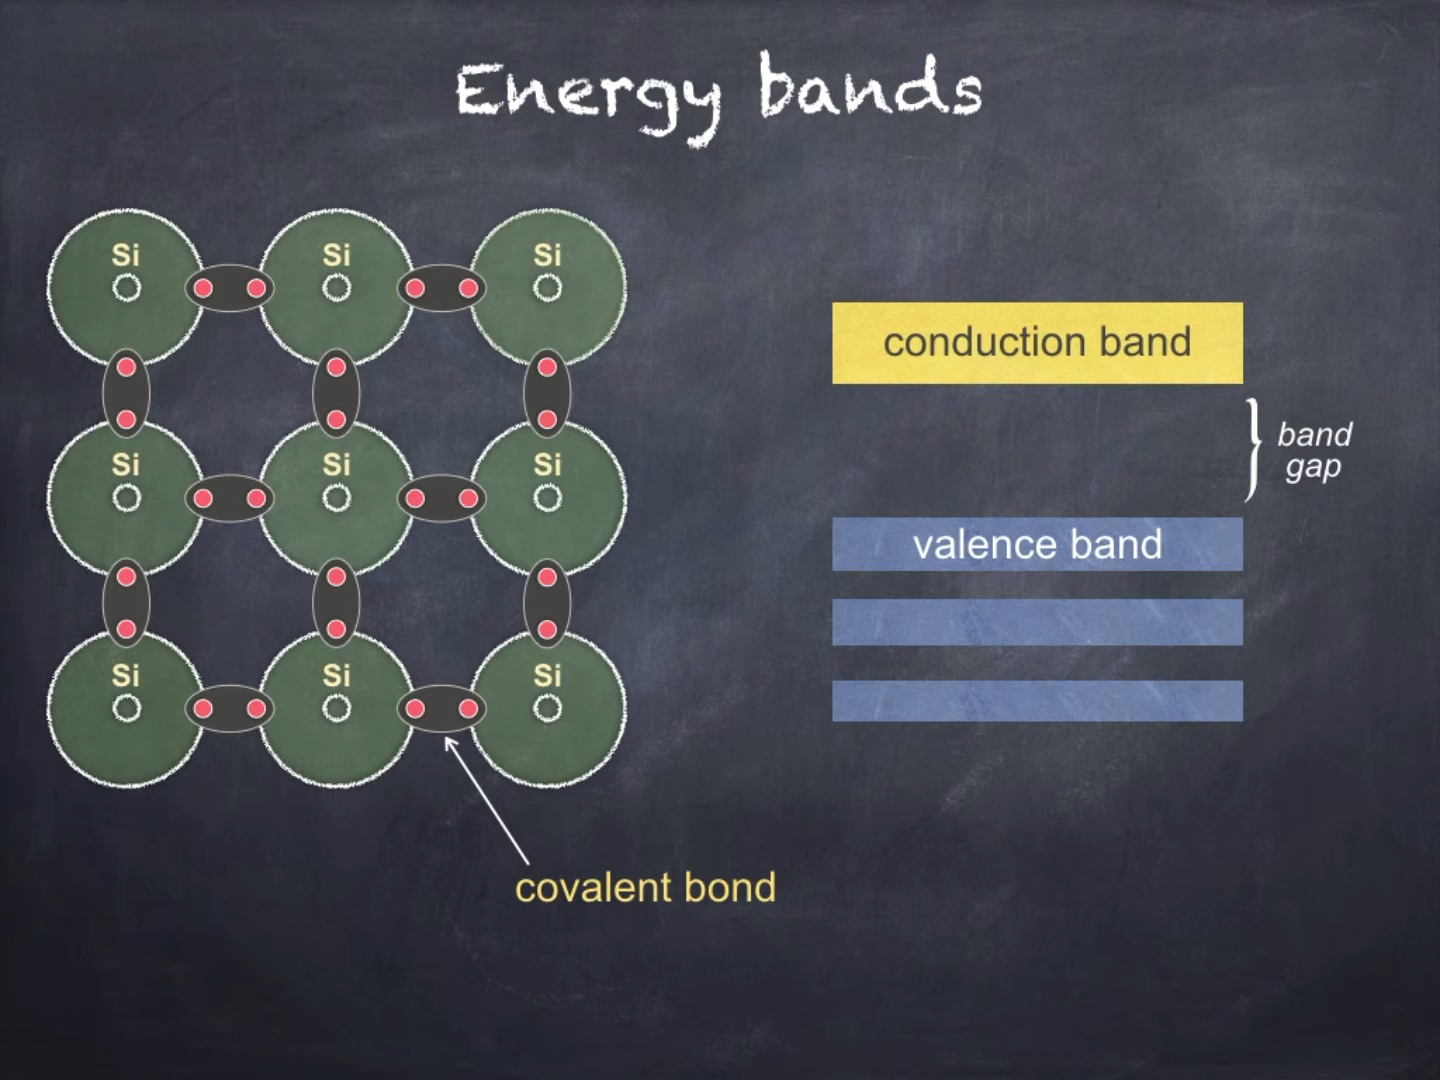 Energy bands
Si Si Si
Si Si Si
Si Si Si
covalent bond
conduction band
band
gap
valence band